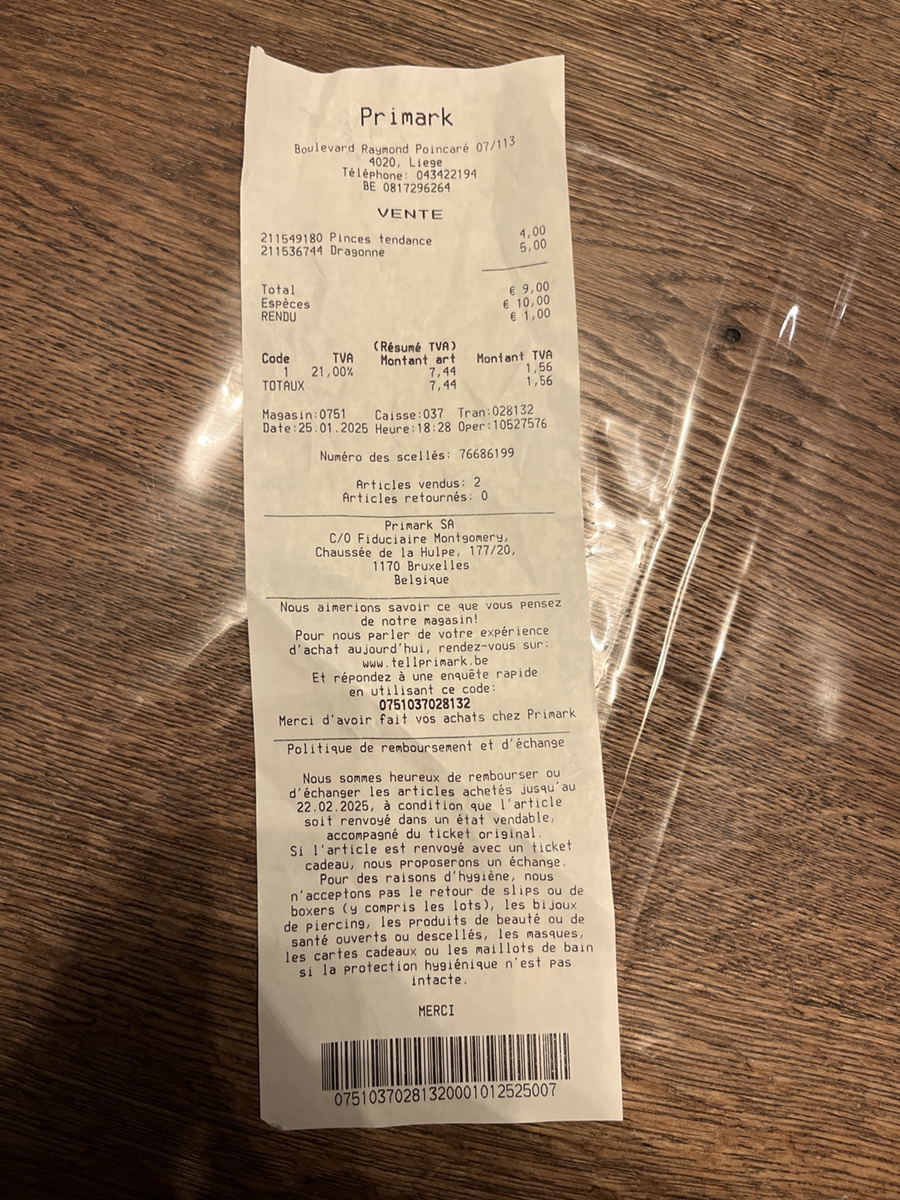 Primark
Boulevard Raymond Poincaré 07/113
4020, Liege
Téléphone: 043422194
BE 0817296264
VENTE
211549180 Pinces tendance 4,00
211536744 Dragonne 5,00
Total € 9,00
Espèces € 10,00
RENDU € 1,00
(Résumé TVA)
Code TVA Montant art Montant TVA
1 21,00% 7,44 1,56
TOTAUX 7,44 1,56
Magasin:0751 Caisse:037 Tran:028132
Date:25.01.2025 Heure:18:28 Oper:10527576
Numéro des scellés: 76686199
Articles vendus: 2
Articles retournés: 0
Primark SA
C/O Fiduciaire Montgomery,
Chaussée de la Hulpe, 177/20,
1170 Bruxelles
Belgique
Nous aimerions savoir ce que vous pensez
de notre magasin!
Pour nous parler de votre expérience
d'achat aujourd'hui, rendez-vous sur:
www.tellprimark.be
Et répondez à une enquête rapide
en utilisant ce code:
0751037028132
Merci d'avoir fait vos achats chez Primark
Politique de remboursement et d'échange
Nous sommes heureux de rembourser ou
d'échanger les articles achetés jusqu'au
22.02.2025, à condition que l'article
soit renvoyé dans un état vendable,
accompagné du ticket original.
Si l'article est renvoyé avec un ticket
cadeau, nous proposerons un échange.
Pour des raisons d'hygiène, nous
n'acceptons pas le retour de slips ou de
boxers (y compris les lots), les bijoux
de piercing, les produits de beauté ou de
santé ouverts ou descellés, les masques,
les cartes cadeaux ou les maillots de bain
si la protection hygiénique n'est pas
intacte.
MERCI
07510370281320001012525007